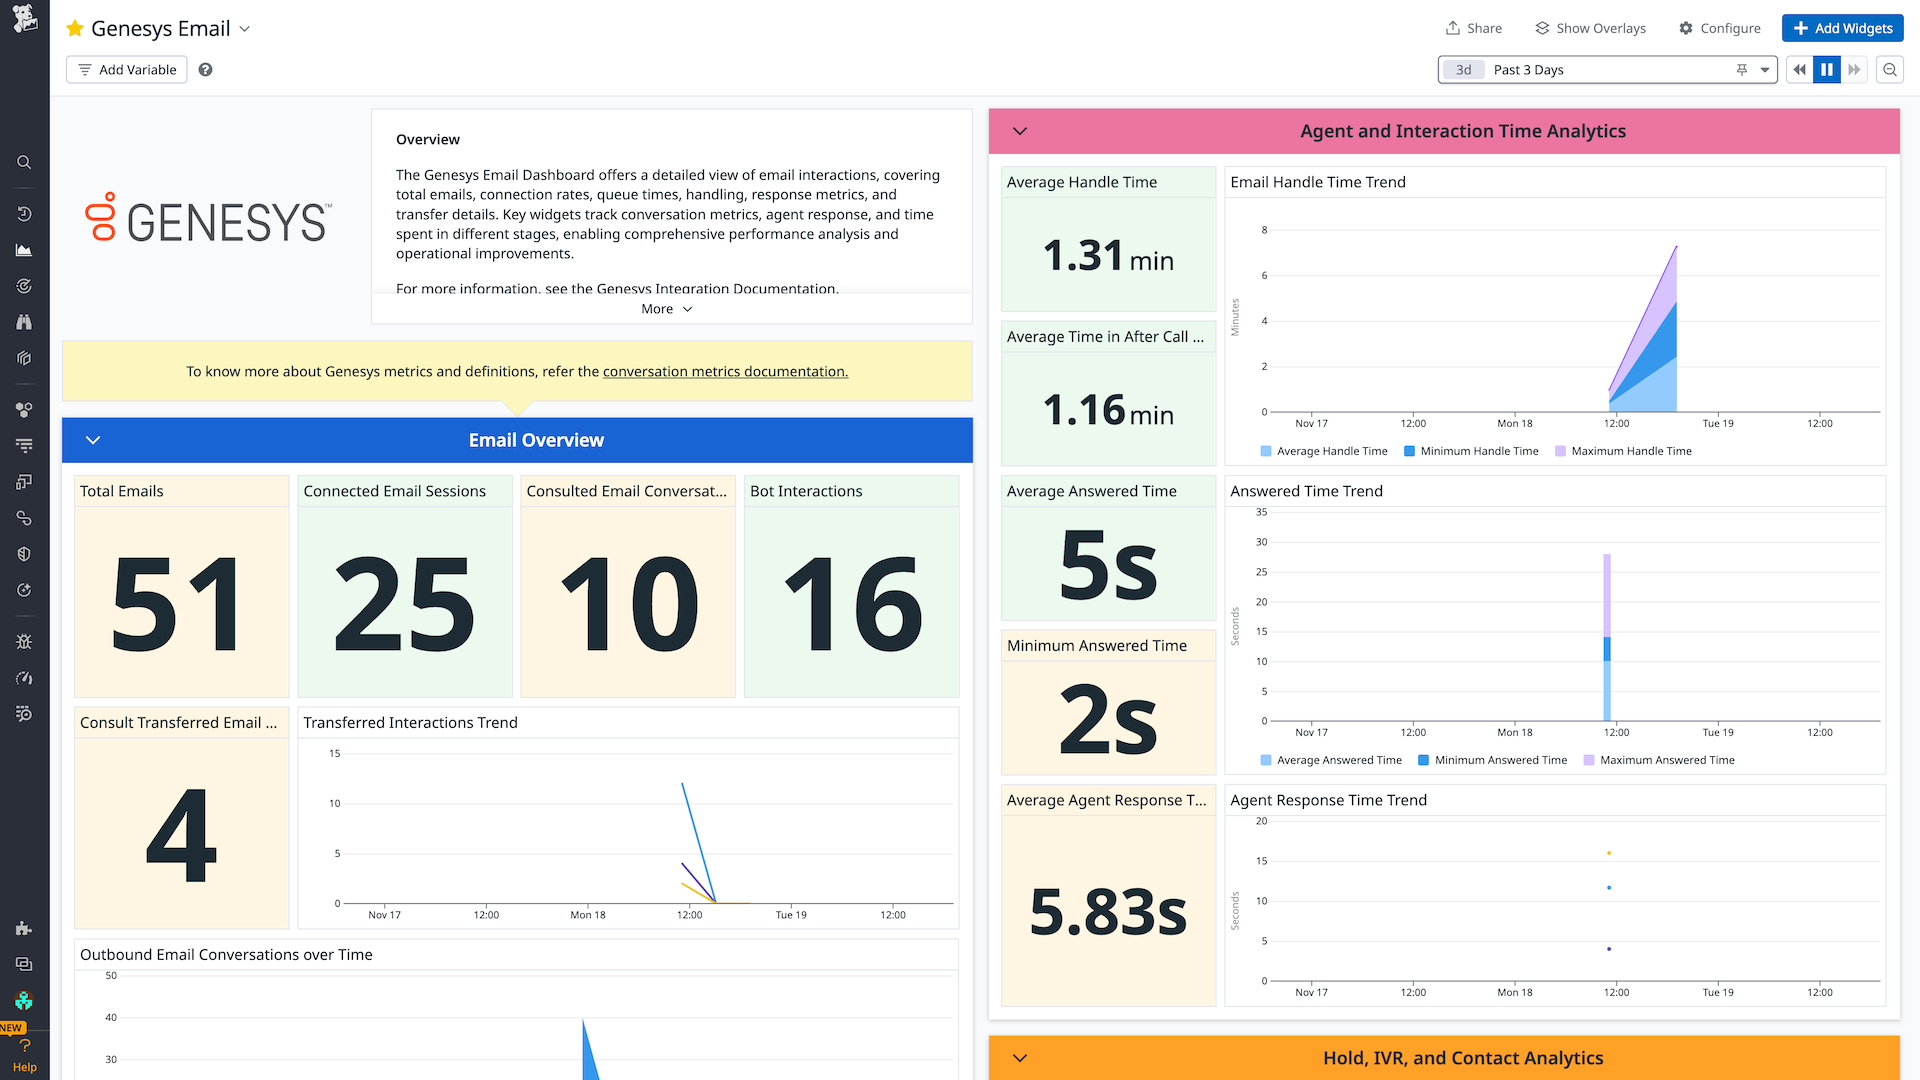 Genesys Email
Share
Show Overlays
Configure
Add Widgets
Add Variable
3d Past 3 Days
GENESYS™
Overview
The Genesys Email Dashboard offers a detailed view of email interactions, covering
total emails, connection rates, queue times, handling, response metrics, and
transfer details. Key widgets track conversation metrics, agent response, and time
spent in different stages, enabling comprehensive performance analysis and
operational improvements.
For more information, see the Genesys Integration Documentation.
More
To know more about Genesys metrics and definitions, refer the conversation metrics documentation.
Email Overview
Total Emails
51
Connected Email Sessions
25
Consulted Email Conversat...
10
Bot Interactions
16
Consult Transferred Email ...
4
Transferred Interactions Trend
15
10
5
0
Nov 17 12:00 Mon 18 12:00 Tue 19 12:00
Outbound Email Conversations over Time
50
40
30
Agent and Interaction Time Analytics
Average Handle Time
1.31 min
Email Handle Time Trend
Minutes
8
6
4
2
0
Nov 17 12:00 Mon 18 12:00 Tue 19 12:00
Average Handle Time Minimum Handle Time Maximum Handle Time
Average Time in After Call ...
1.16 min
Average Answered Time
5s
Answered Time Trend
Seconds
35
30
25
20
15
10
5
0
Nov 17 12:00 Mon 18 12:00 Tue 19 12:00
Average Answered Time Minimum Answered Time Maximum Answered Time
Minimum Answered Time
2s
Average Agent Response T...
5.83s
Agent Response Time Trend
Seconds
20
15
10
5
0
Nov 17 12:00 Mon 18 12:00 Tue 19 12:00
Hold, IVR, and Contact Analytics
NEW
Help